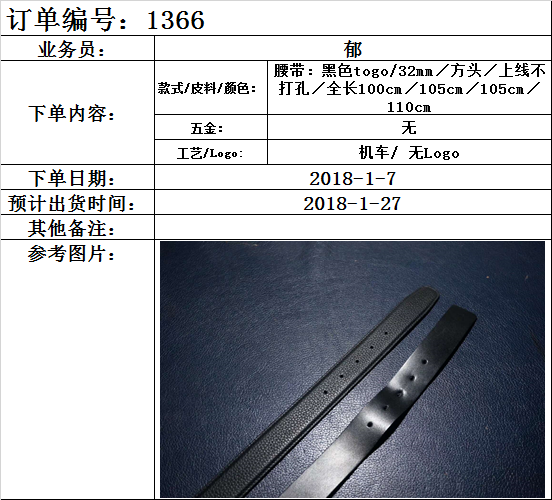 订单编号：1366
业务员： 郁
下单内容：
款式/皮料/颜色： 腰带：黑色togo/32mm／方头／上线不
打孔／全长100cm／105cm／105cm／
110cm
五金： 无
工艺/Logo: 机车/ 无Logo
下单日期： 2018-1-7
预计出货时间： 2018-1-27
其他备注：
参考图片：